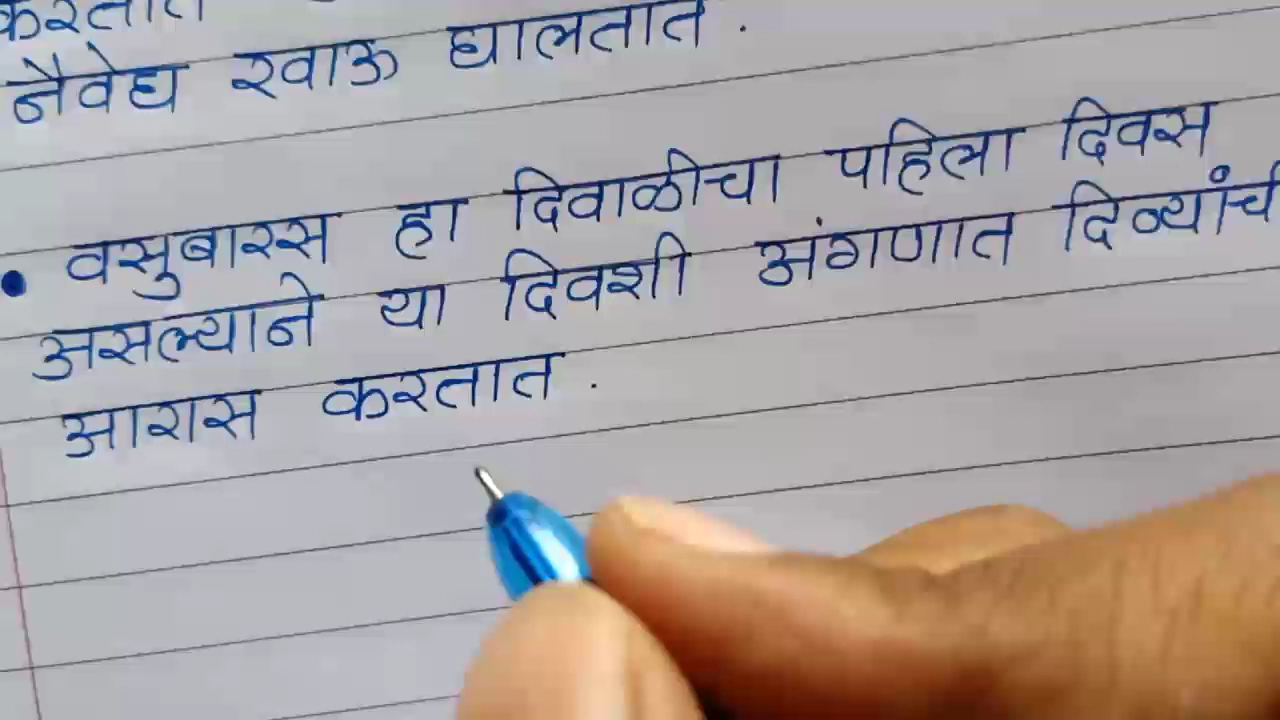 करतात
नैवेद्य खाऊ घालतात.
• वसुबारस हा दिवाळीचा पहिला दिवस
असल्याने या दिवशी अंगणात दिव्यांची
आरास करतात.